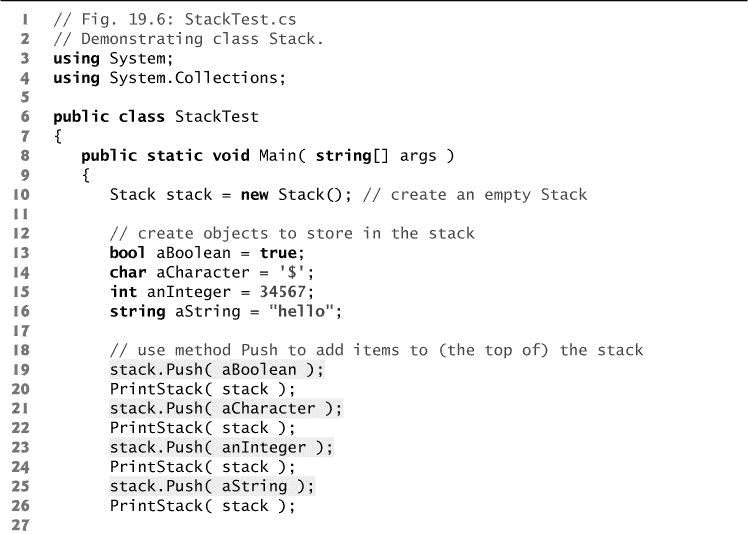 1 // Fig. 19.6: StackTest.cs
2 // Demonstrating class Stack.
3 using System;
4 using System.Collections;
5
6 public class StackTest
7 {
8    public static void Main( string[] args )
9    {
10       Stack stack = new Stack(); // create an empty Stack
11
12       // create objects to store in the stack
13       bool aBoolean = true;
14       char aCharacter = '$';
15       int anInteger = 34567;
16       string aString = "hello";
17
18       // use method Push to add items to (the top of) the stack
19       stack.Push( aBoolean );
20       PrintStack( stack );
21       stack.Push( aCharacter );
22       PrintStack( stack );
23       stack.Push( anInteger );
24       PrintStack( stack );
25       stack.Push( aString );
26       PrintStack( stack );
27